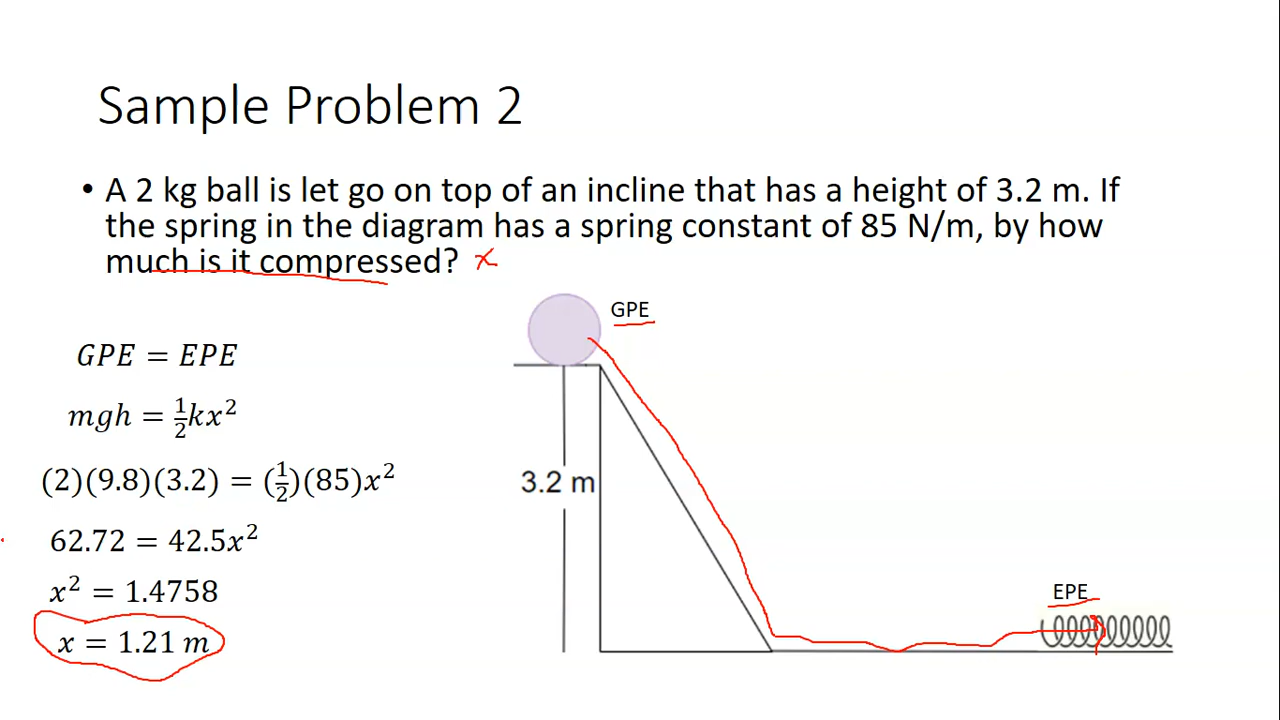 Sample Problem 2
• A 2 kg ball is let go on top of an incline that has a height of 3.2 m. If
the spring in the diagram has a spring constant of 85 N/m, by how
much is it compressed? x
GPE
GPE = EPE
mgh = ½kx²
(2)(9.8)(3.2) = (½)(85)x²
3.2 m
62.72 = 42.5x²
x² = 1.4758
EPE
x = 1.21 m